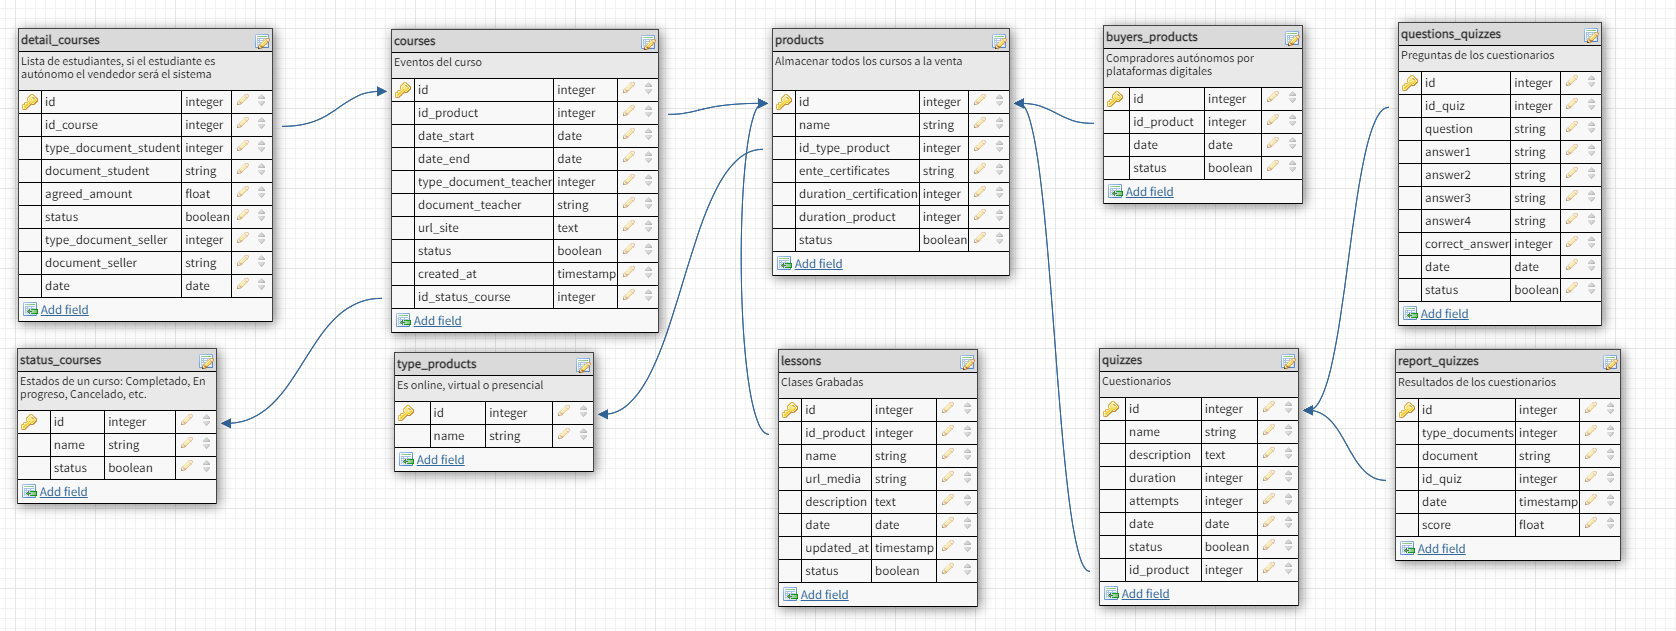 detail_courses
Lista de estudiantes, si el estudiante es
autónomo el vendedor será el sistema
id integer
id_course integer
type_document_student integer
document_student string
agreed_amount float
status boolean
type_document_seller integer
document_seller string
date date
Add field
courses
Eventos del curso
id integer
id_product integer
date_start date
date_end date
type_document_teacher integer
document_teacher string
url_site text
status boolean
created_at timestamp
id_status_course integer
Add field
products
Almacenar todos los cursos a la venta
id integer
name string
id_type_product integer
ente_certificates string
duration_certification integer
duration_product integer
status boolean
Add field
buyers_products
Compradores autónomos por
plataformas digitales
id integer
id_product integer
date date
status boolean
Add field
questions_quizzes
Preguntas de los cuestionarios
id integer
id_quiz integer
question string
answer1 string
answer2 string
answer3 string
answer4 string
correct_answer integer
date date
status boolean
Add field
status_courses
Estados de un curso: Completado, En
progreso, Cancelado, etc.
id integer
name string
status boolean
Add field
type_products
Es online, virtual o presencial
id integer
name string
Add field
lessons
Clases Grabadas
id integer
id_product integer
name string
url_media string
description text
date date
updated_at timestamp
status boolean
Add field
quizzes
Cuestionarios
id integer
name string
description text
duration integer
attempts integer
date date
status boolean
id_product integer
Add field
report_quizzes
Resultados de los cuestionarios
id integer
type_documents integer
document string
id_quiz integer
date timestamp
score float
Add field